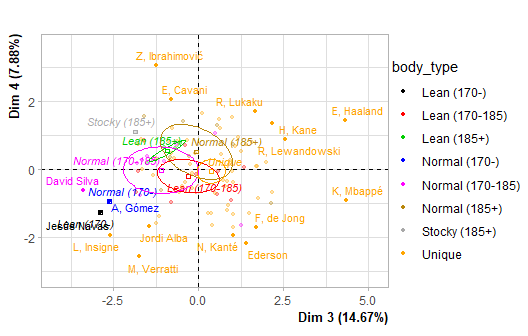 Z, Ibrahimović
E, Cavani
R, Lukaku
E, Haaland
Stocky (185+)
H, Kane
Lean (185+)
Normal (185+)
R, Lewandowski
Normal (170-185)
Unique
David Silva
Lean (170-185)
Normal (170-)
K, Mbappé
A, Gómez
Lean (170-)
Jesús Navas
F, de Jong
Jordi Alba
L, Insigne
N, Kanté
Ederson
M, Verratti
Dim 4 (7.88%)
2
0
-2
-2.5
0.0
2.5
5.0
Dim 3 (14.67%)
body_type
Lean (170-)
Lean (170-185)
Lean (185+)
Normal (170-)
Normal (170-185)
Normal (185+)
Stocky (185+)
Unique